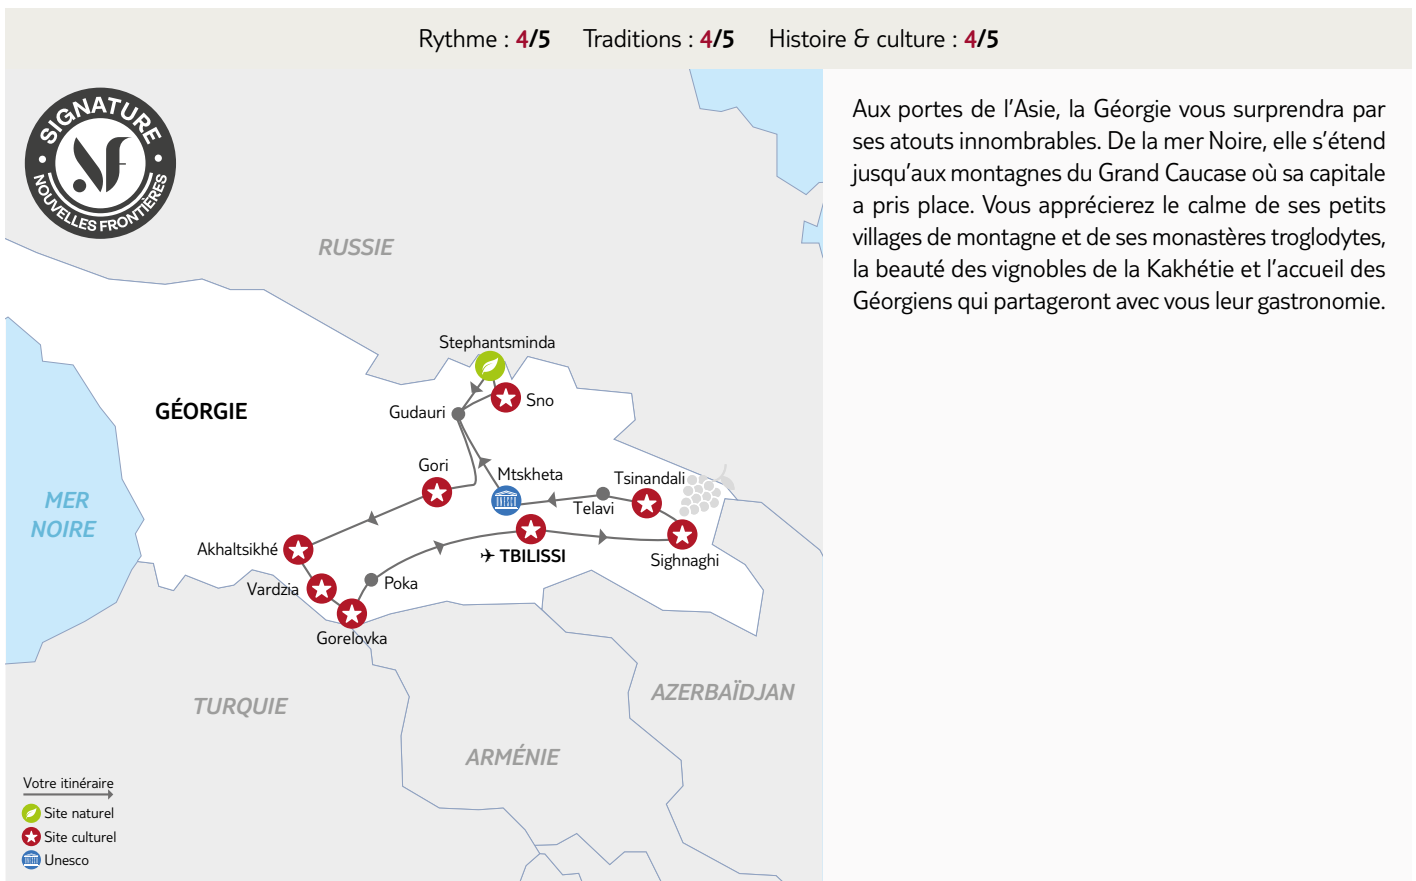 Rythme : 4/5 Traditions : 4/5 Histoire & culture : 4/5
SIGNATURE
NF
NOUVELLES FRONTIÈRES
Aux portes de l'Asie, la Géorgie vous surprendra par
ses atouts innombrables. De la mer Noire, elle s'étend
jusqu'aux montagnes du Grand Caucase où sa capitale
a pris place. Vous apprécierez le calme de ses petits
villages de montagne et de ses monastères troglodytes,
la beauté des vignobles de la Kakhétie et l'accueil des
Géorgiens qui partageront avec vous leur gastronomie.
RUSSIE
Stephantsminda
Sno
Gudauri
GÉORGIE
Gori
Mtskheta
Tsinandali
Telavi
MER
NOIRE
Akhaltsikhé
TBILISSI
Sighnaghi
Vardzia
Poka
Gorelovka
TURQUIE
AZERBAÏDJAN
ARMÉNIE
Votre itinéraire
Site naturel
Site culturel
Unesco